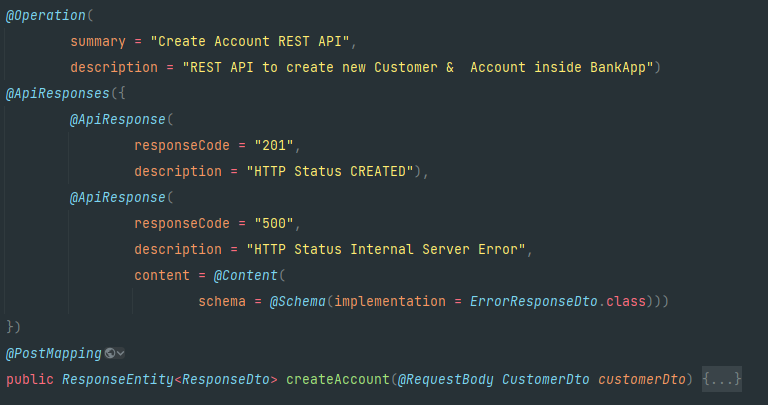 @Operation(
        summary = "Create Account REST API",
        description = "REST API to create new Customer &  Account inside BankApp")
@ApiResponses({
        @ApiResponse(
                responseCode = "201",
                description = "HTTP Status CREATED"),
        @ApiResponse(
                responseCode = "500",
                description = "HTTP Status Internal Server Error",
                content = @Content(
                        schema = @Schema(implementation = ErrorResponseDto.class)))
})
@PostMapping
public ResponseEntity<ResponseDto> createAccount(@RequestBody CustomerDto customerDto) {...}